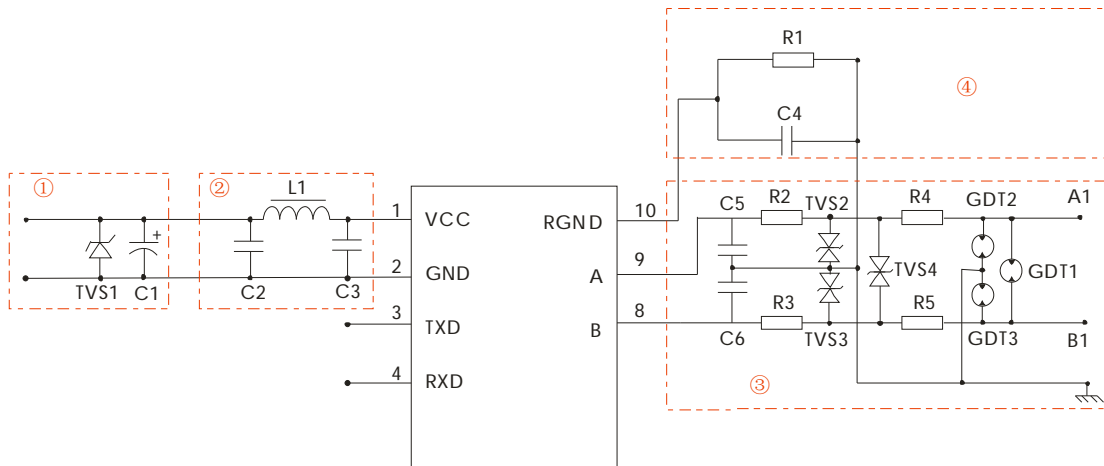 R1
④
C4
①
②
L1
1
VCC
RGND
10
C5
R2
TVS2
R4
GDT2
A1
+
2
GND
A
9
TVS4
GDT1
TVS1
C1
C2
C3
3
TXD
B
8
C6
R3
TVS3
R5
GDT3
B1
4
RXD
③